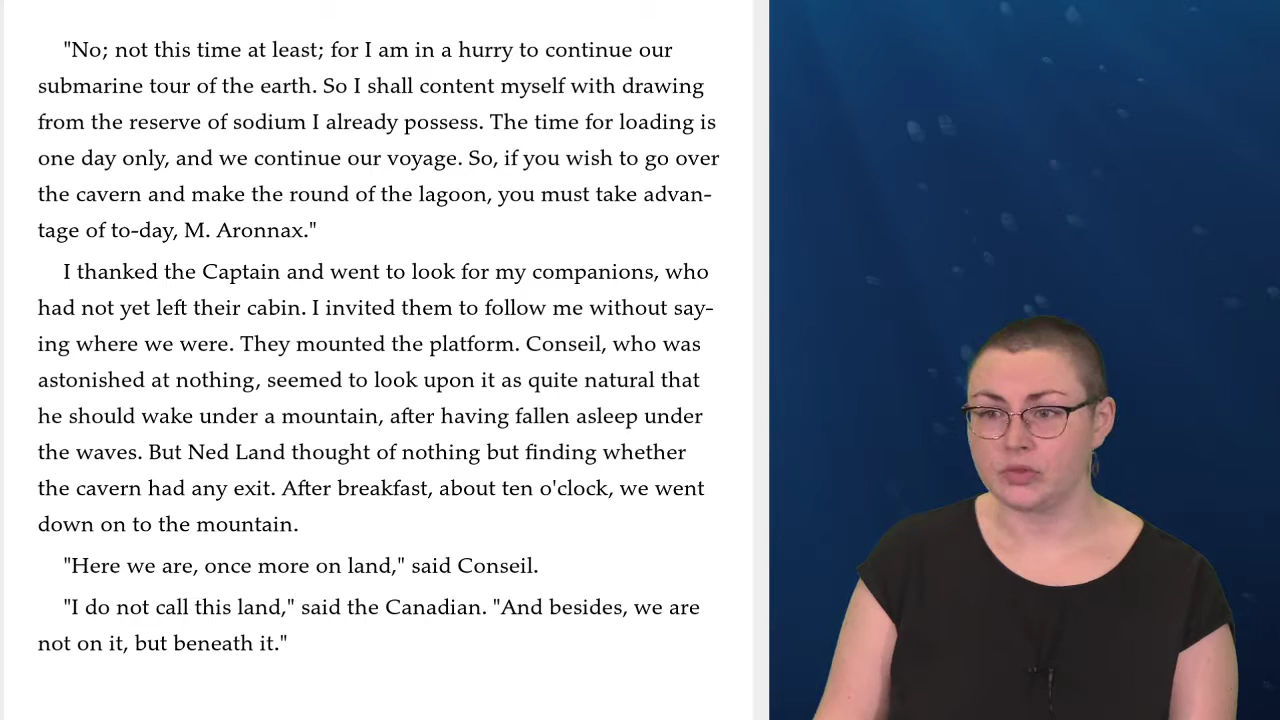 "No; not this time at least; for I am in a hurry to continue our
submarine tour of the earth. So I shall content myself with drawing
from the reserve of sodium I already possess. The time for loading is
one day only, and we continue our voyage. So, if you wish to go over
the cavern and make the round of the lagoon, you must take advan-
tage of to-day, M. Aronnax."
I thanked the Captain and went to look for my companions, who
had not yet left their cabin. I invited them to follow me without say-
ing where we were. They mounted the platform. Conseil, who was
astonished at nothing, seemed to look upon it as quite natural that
he should wake under a mountain, after having fallen asleep under
the waves. But Ned Land thought of nothing but finding whether
the cavern had any exit. After breakfast, about ten o'clock, we went
down on to the mountain.
"Here we are, once more on land," said Conseil.
"I do not call this land," said the Canadian. "And besides, we are
not on it, but beneath it."